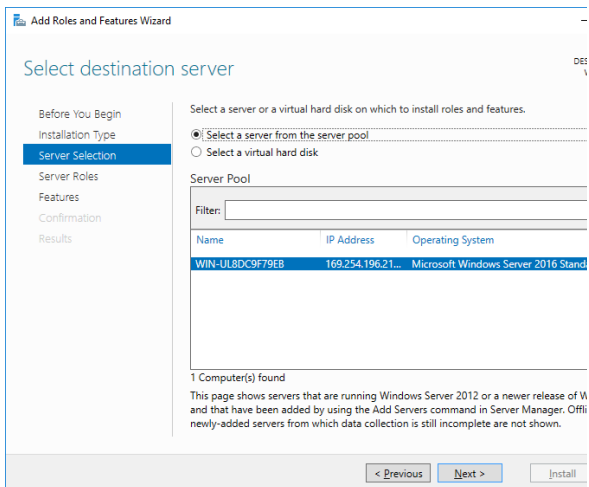 Add Roles and Features Wizard
Select destination server
DES
Before You Begin
Installation Type
Server Selection
Server Roles
Features
Confirmation
Results
Select a server or a virtual hard disk on which to install roles and features.
Select a server from the server pool
Select a virtual hard disk
Server Pool
Filter:
Name IP Address Operating System
WIN-UL8DC9F79EB 169.254.196.21... Microsoft Windows Server 2016 Standa
1 Computer(s) found
This page shows servers that are running Windows Server 2012 or a newer release of W
and that have been added by using the Add Servers command in Server Manager. Offli
newly-added servers from which data collection is still incomplete are not shown.
< Previous Next > Install